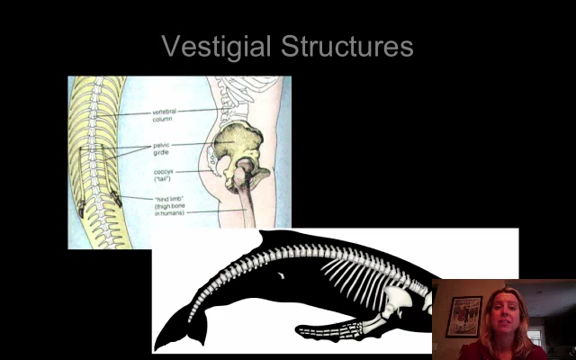 Vestigial Structures
vertebral
column
pelvic
girdle
coccyx
("tail")
"hind limb"
(thigh bone
in humans)